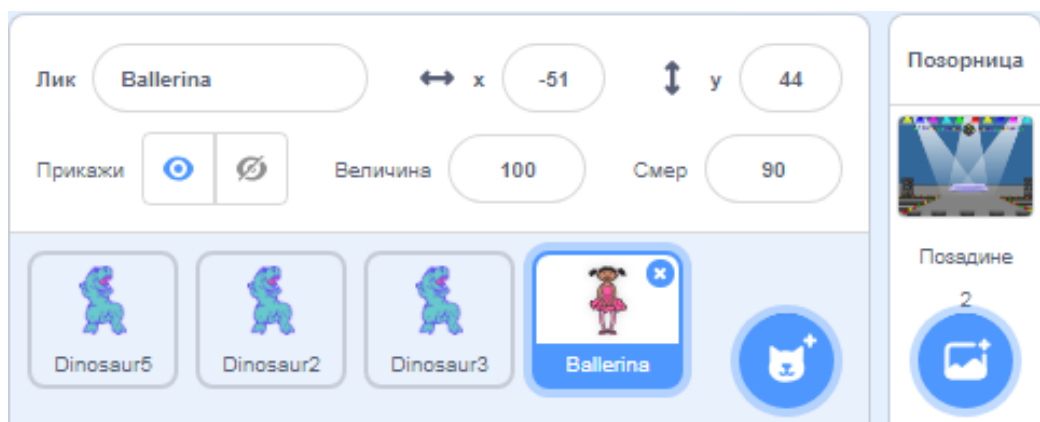 Лик Ballerina x -51 y 44
Прикажи Величина 100 Смер 90
Dinosaur5 Dinosaur2 Dinosaur3 Ballerina
Позорница
Позадине
2